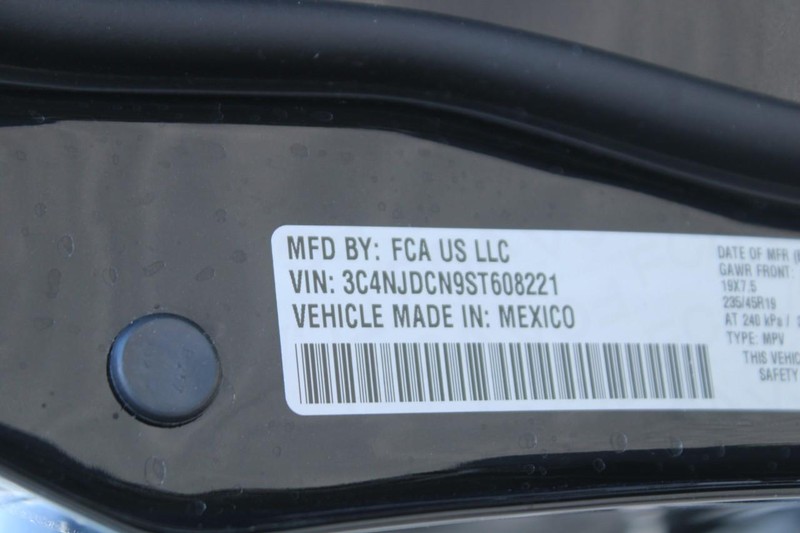 MFD BY: FCA US LLC
VIN: 3C4NJDCN9ST608221
VEHICLE MADE IN: MEXICO
DATE OF MFR
GAWR FRONT:
19X7.5
235/45R19
AT 240 kPa /
TYPE: MPV
THIS VEHIC
SAFETY